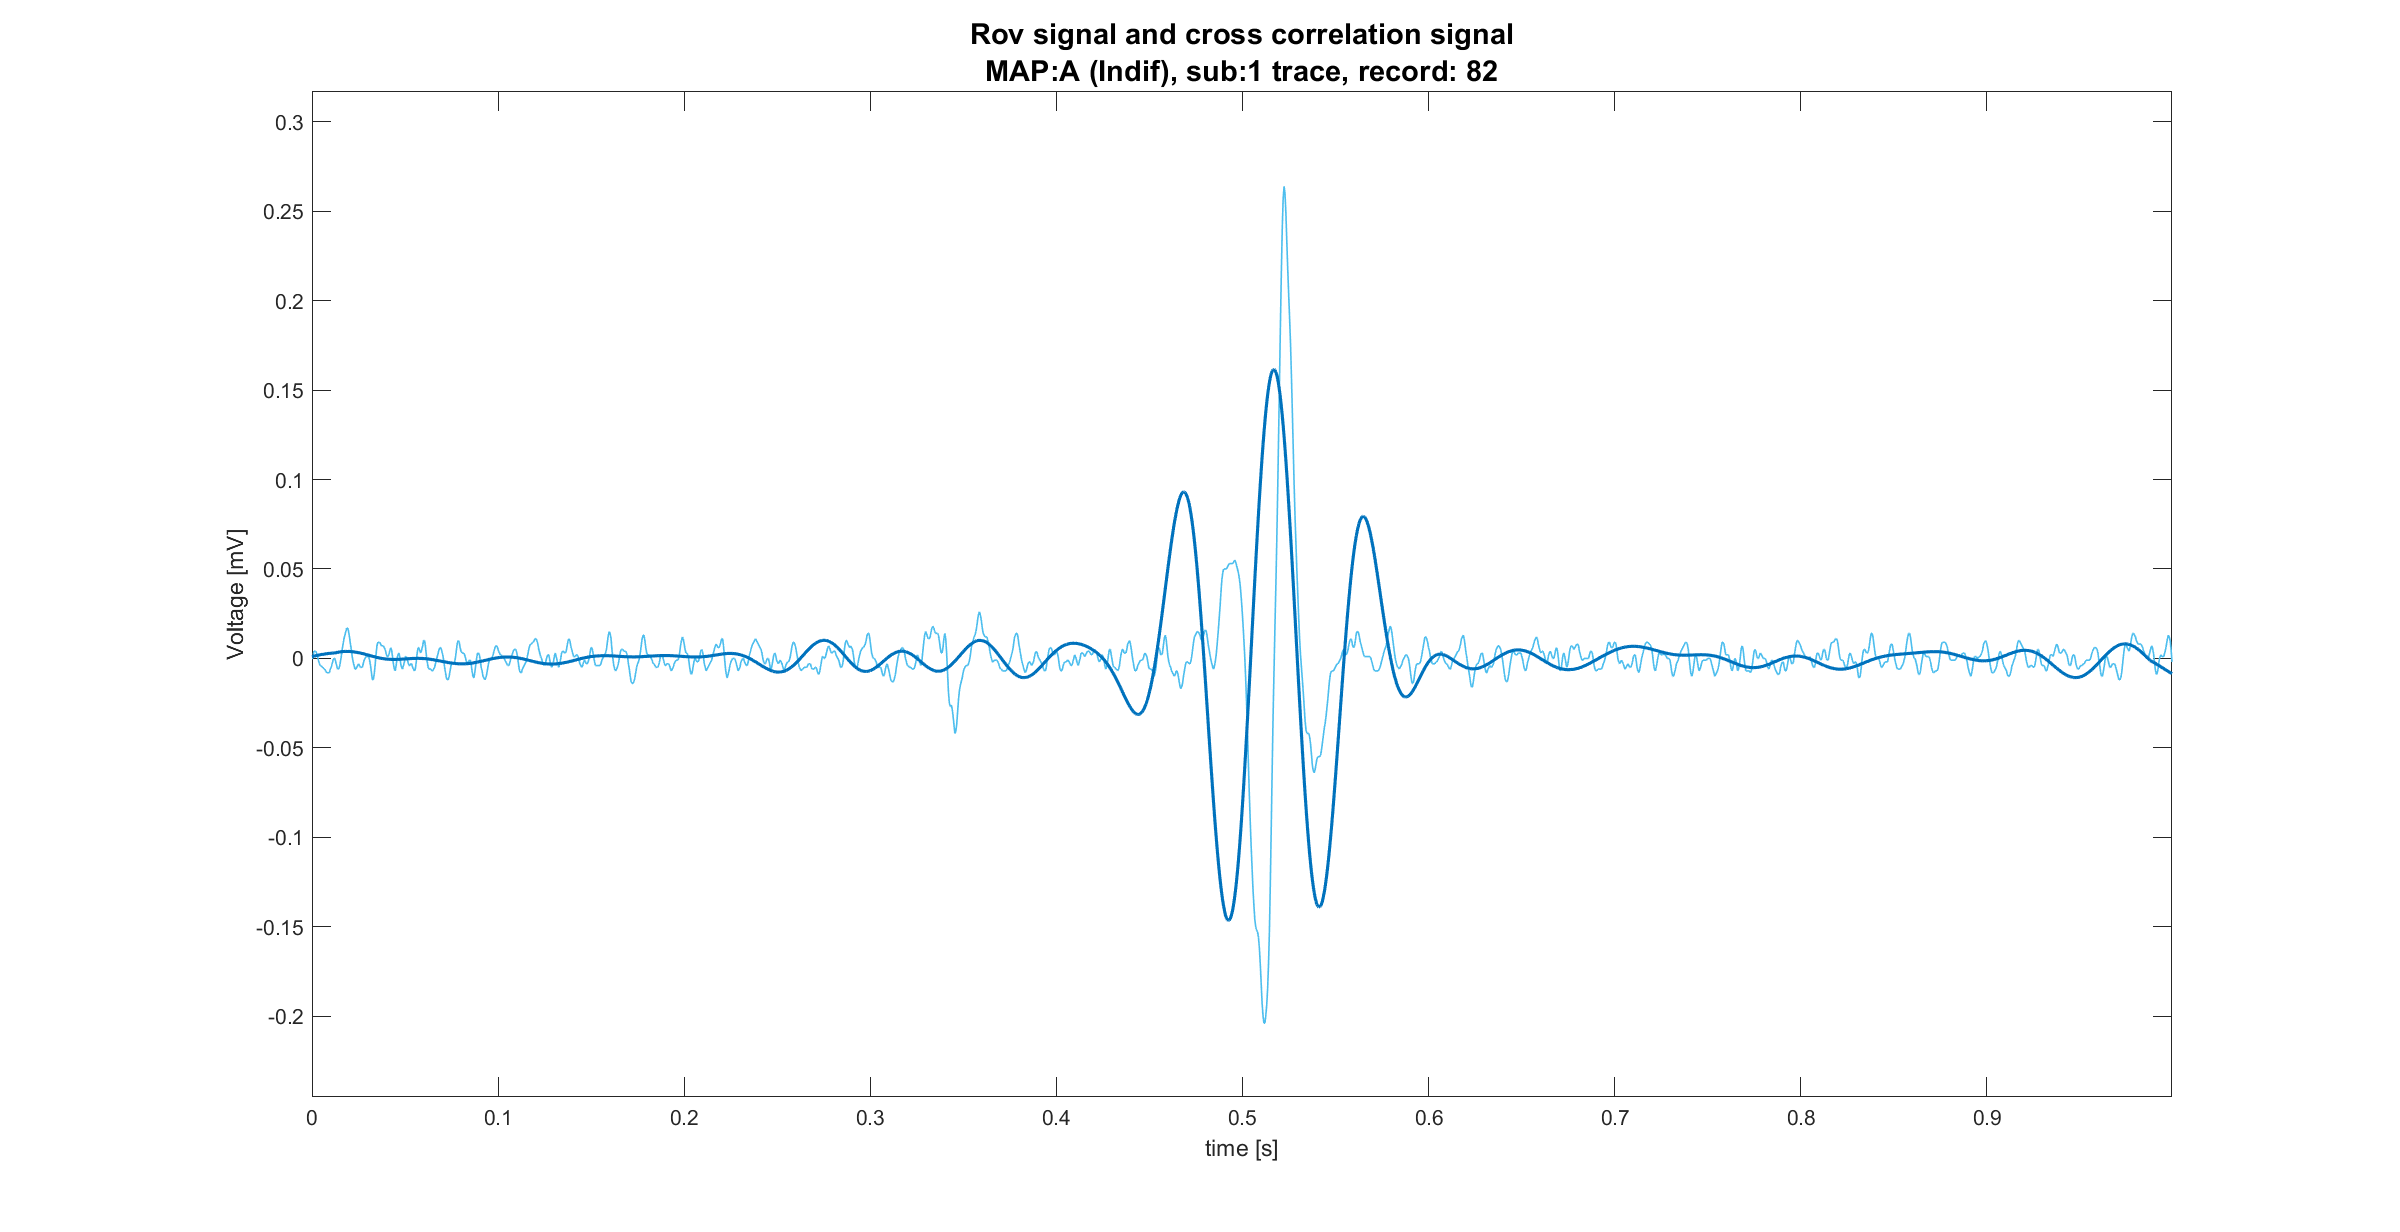 Rov signal and cross correlation signal
MAP:A (Indif), sub:1 trace, record: 82
0.3
0.25
0.2
0.15
0.1
0.05
0
-0.05
-0.1
-0.15
-0.2
Voltage [mV]
0 0.1 0.2 0.3 0.4 0.5 0.6 0.7 0.8 0.9
time [s]